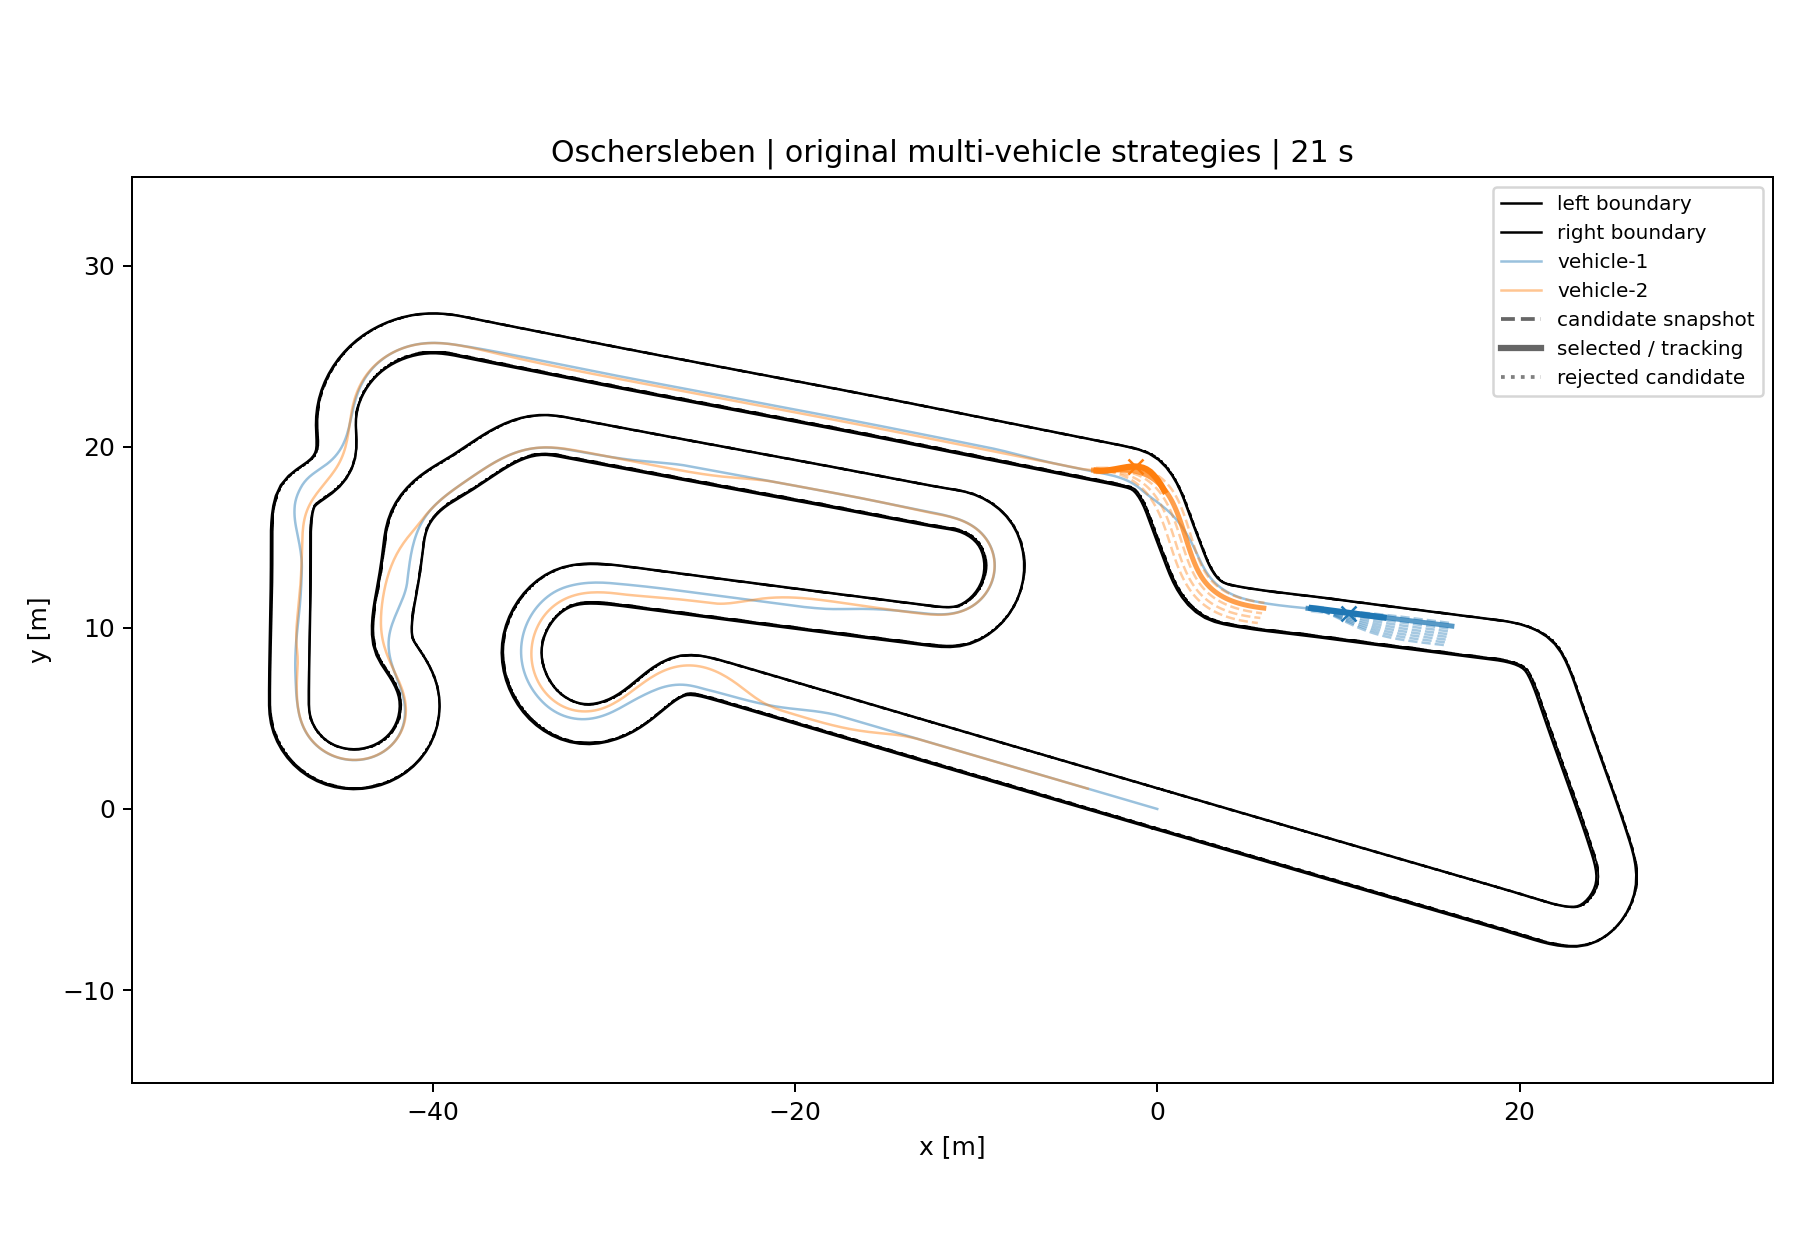 Oschersleben | original multi-vehicle strategies | 21 s
left boundary
right boundary
vehicle-1
vehicle-2
candidate snapshot
selected / tracking
rejected candidate
30
20
10
0
−10
y [m]
−40
−20
0
20
x [m]